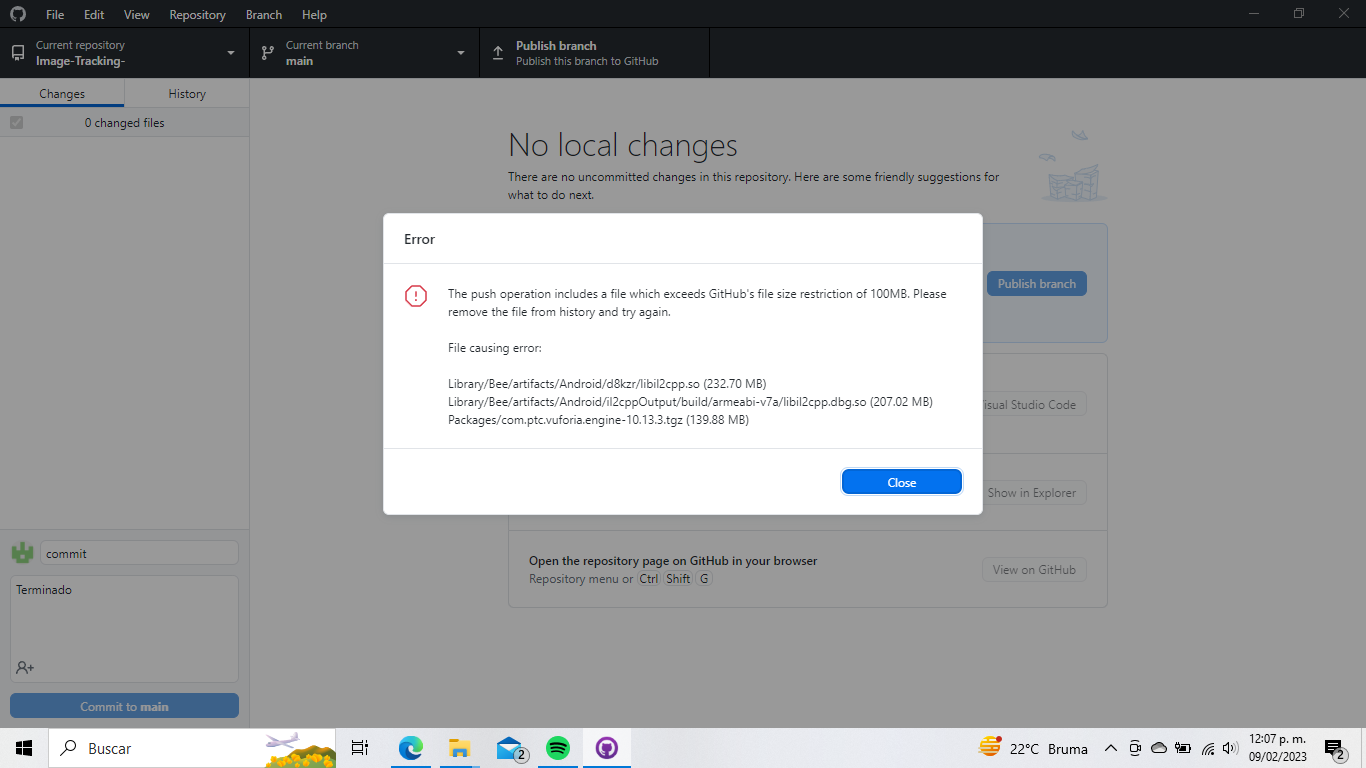 File Edit View Repository Branch Help
Current repository
Image-Tracking-
Current branch
main
Publish branch
Publish this branch to GitHub
Changes History
0 changed files
No local changes
There are no uncommitted changes in this repository. Here are some friendly suggestions for
what to do next.
Publish branch
Error
The push operation includes a file which exceeds GitHub's file size restriction of 100MB. Please
remove the file from history and try again.
File causing error:
Library/Bee/artifacts/Android/d8kzr/libil2cpp.so (232.70 MB)
Library/Bee/artifacts/Android/il2cppOutput/build/armeabi-v7a/libil2cpp.dbg.so (207.02 MB)
Packages/com.ptc.vuforia.engine-10.13.3.tgz (139.88 MB)
Close
Visual Studio Code
Show in Explorer
Open the repository page on GitHub in your browser
Repository menu or Ctrl Shift G
View on GitHub
commit
Terminado
Commit to main
Buscar
2
22°C Bruma
12:07 p. m.
09/02/2023
2